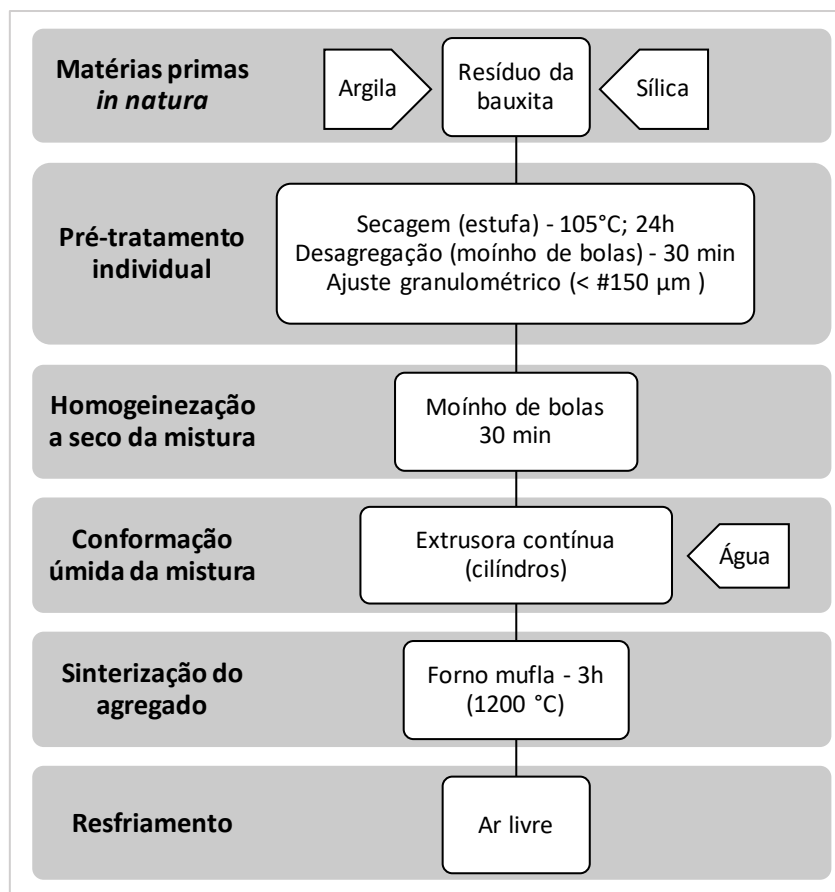 Matérias primas
in natura
Argila
Resíduo da
bauxita
Sílica
Pré-tratamento
individual
Secagem (estufa) - 105°C; 24h
Desagregação (moínho de bolas) - 30 min
Ajuste granulométrico (< #150 µm )
Homogeinezação
a seco da mistura
Moínho de bolas
30 min
Conformação
úmida da mistura
Extrusora contínua
(cilíndros)
Água
Sinterização do
agregado
Forno mufla - 3h
(1200 °C)
Resfriamento
Ar livre